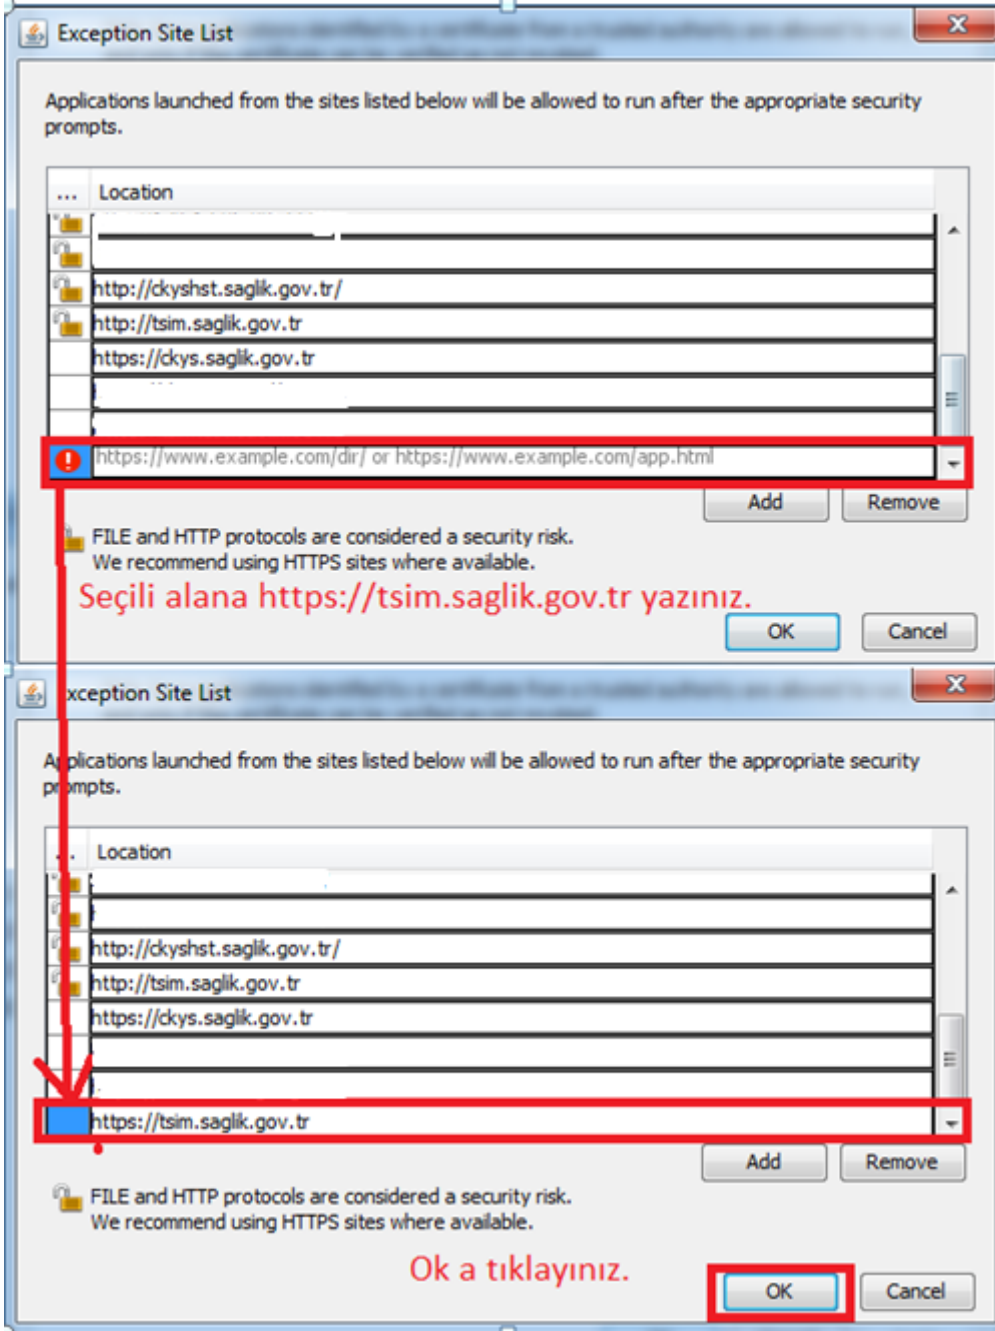 Exception Site List
Applications launched from the sites listed below will be allowed to run after the appropriate security
prompts.
... Location
http://ckyshst.saglik.gov.tr/
http://tsim.saglik.gov.tr
https://ckys.saglik.gov.tr
https://www.example.com/dir/ or https://www.example.com/app.html
Add Remove
FILE and HTTP protocols are considered a security risk.
We recommend using HTTPS sites where available.
Seçili alana https://tsim.saglik.gov.tr yazınız.
OK Cancel
Exception Site List
Applications launched from the sites listed below will be allowed to run after the appropriate security
prompts.
... Location
http://ckyshst.saglik.gov.tr/
http://tsim.saglik.gov.tr
https://ckys.saglik.gov.tr
https://tsim.saglik.gov.tr
Add Remove
FILE and HTTP protocols are considered a security risk.
We recommend using HTTPS sites where available.
Ok a tıklayınız.
OK Cancel